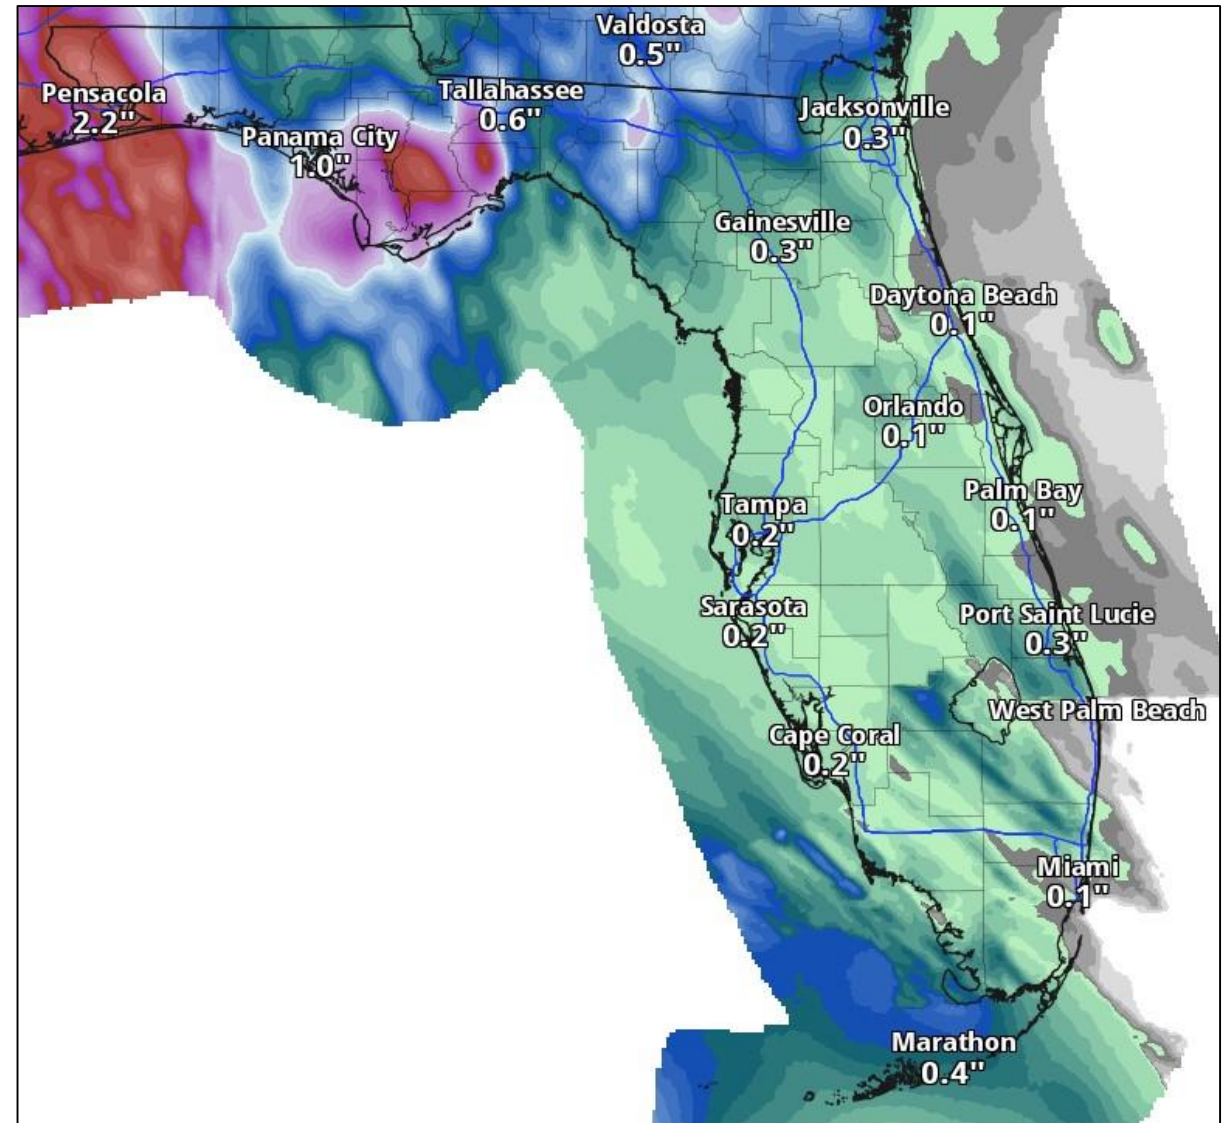 Valdosta
0.5"
Pensacola
2.2"
Tallahassee
0.6"
Jacksonville
0.3"
Panama City
1.0"
Gainesville
0.3"
Daytona Beach
0.1"
Orlando
0.1"
Tampa
0.2"
Palm Bay
0.1"
Sarasota
0.2"
Port Saint Lucie
0.3"
West Palm Beach
Cape Coral
0.2"
Miami
0.1"
Marathon
0.4"